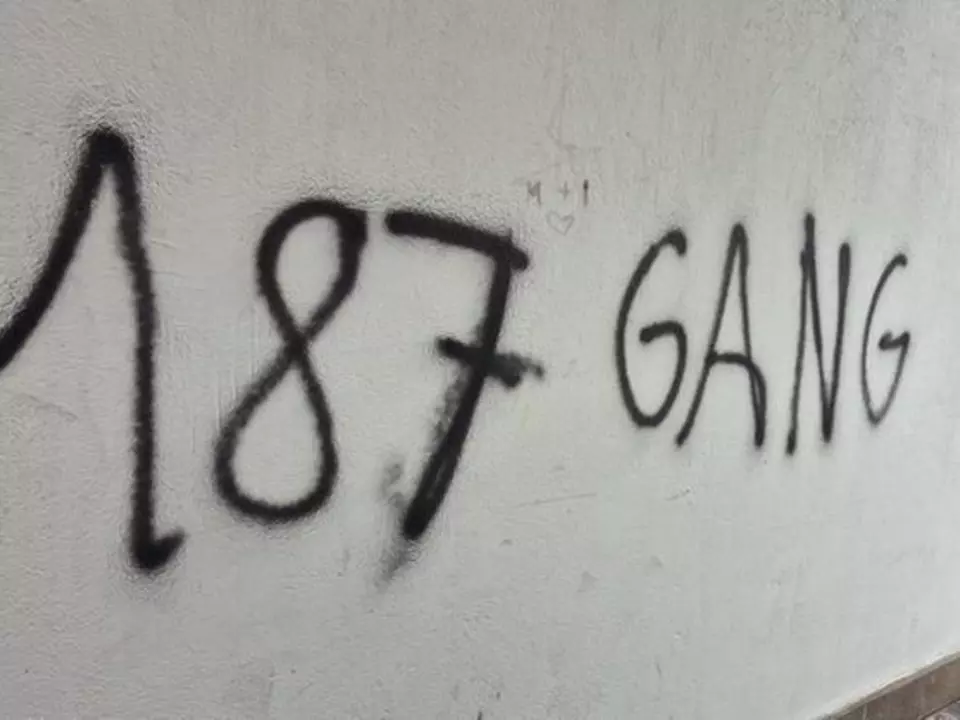 M + I
187 GANG